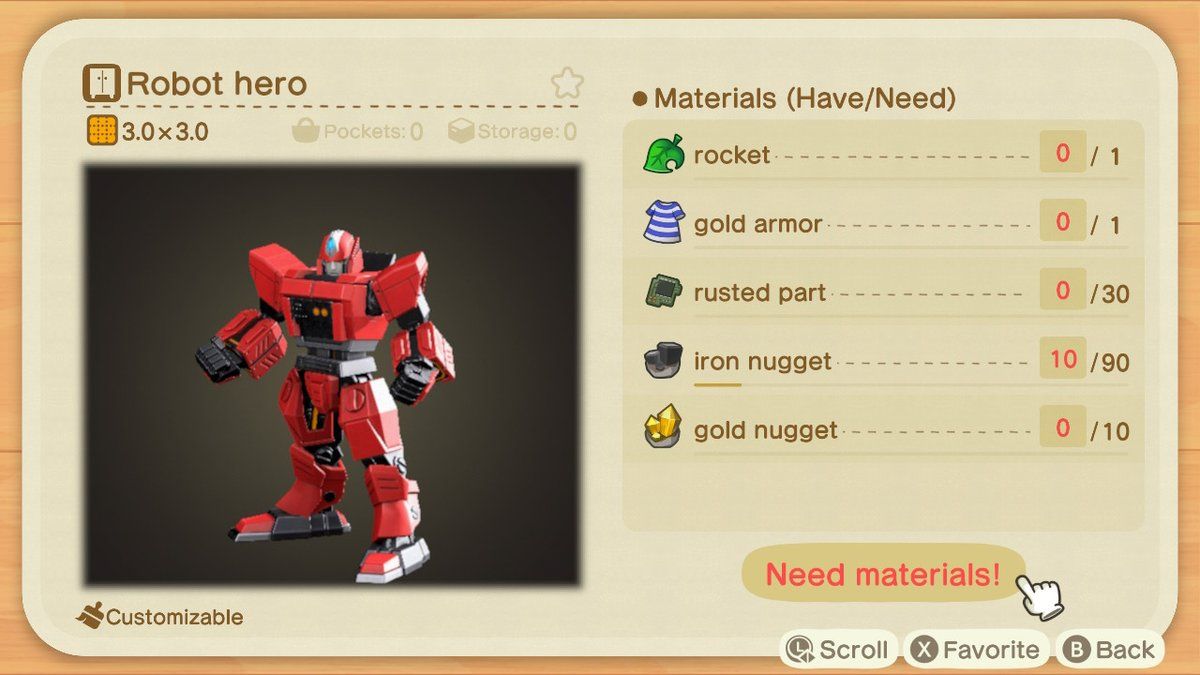 Robot hero
3.0×3.0 Pockets: 0 Storage: 0
Customizable
● Materials (Have/Need)
rocket 0 / 1
gold armor 0 / 1
rusted part 0 /30
iron nugget 10 /90
gold nugget 0 /10
Need materials!
L Scroll X Favorite B Back